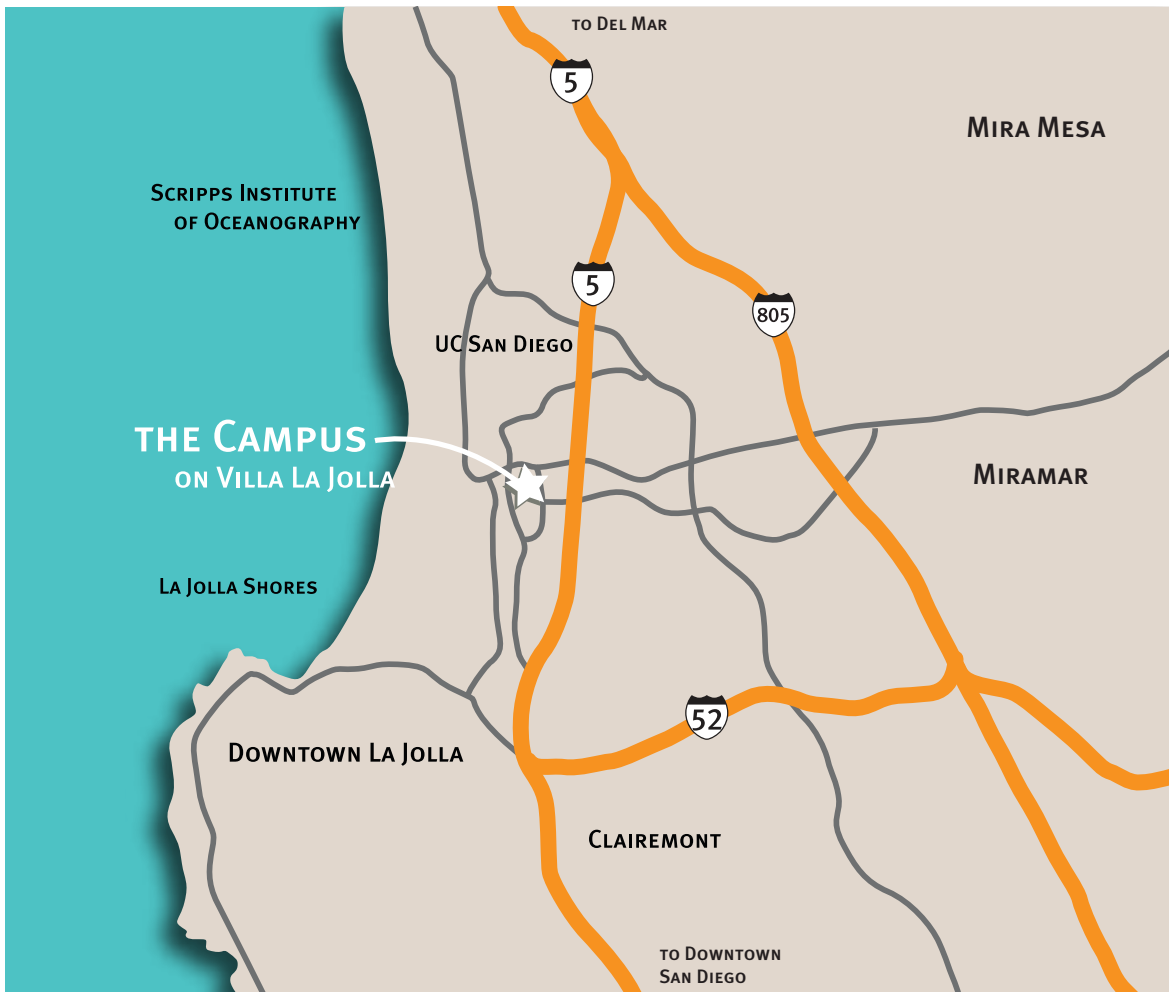 TO DEL MAR
5
MIRA MESA
SCRIPPS INSTITUTE
OF OCEANOGRAPHY
5
805
UC SAN DIEGO
THE CAMPUS
ON VILLA LA JOLLA
MIRAMAR
LA JOLLA SHORES
52
DOWNTOWN LA JOLLA
CLAIREMONT
TO DOWNTOWN
SAN DIEGO